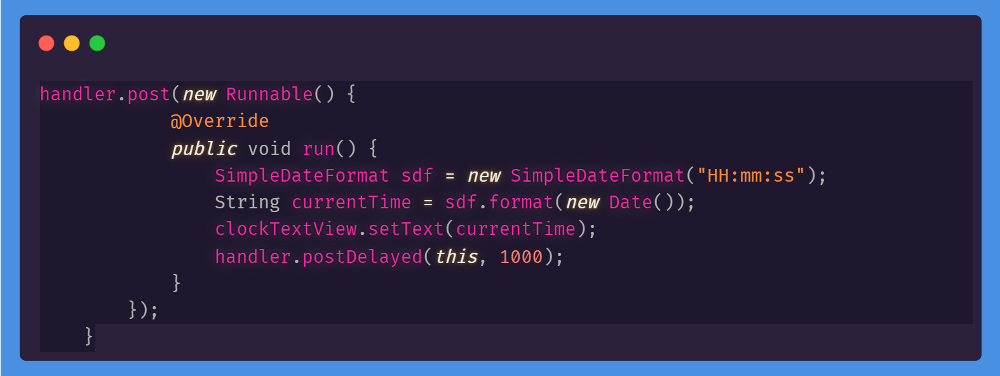 handler.post(new Runnable() {
            @Override
            public void run() {
                SimpleDateFormat sdf = new SimpleDateFormat("HH:mm:ss");
                String currentTime = sdf.format(new Date());
                clockTextView.setText(currentTime);
                handler.postDelayed(this, 1000);
            }
        });
    }